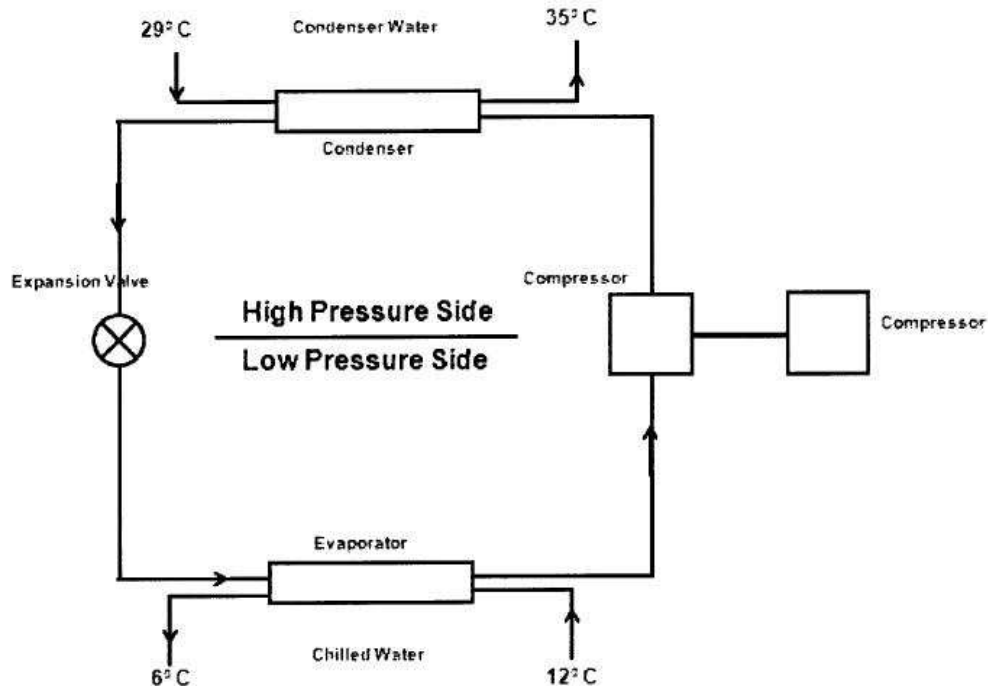 29°C
Condenser Water
35°C
Condenser
Expansion Valve
Compressor
High Pressure Side
Low Pressure Side
Compressor
Evaporator
Chilled Water
6°C
12°C